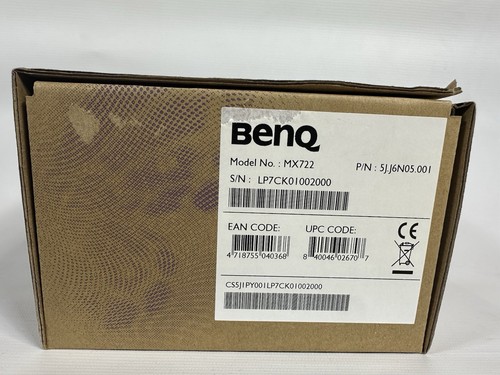 BenQ
Model No. : MX722
P/N : 5J.J6N05.001
S/N : LP7CK01002000
EAN CODE:
UPC CODE:
4 718755 040368
8 40046 02670 7
CS5J1PY001LP7CK01002000
CE